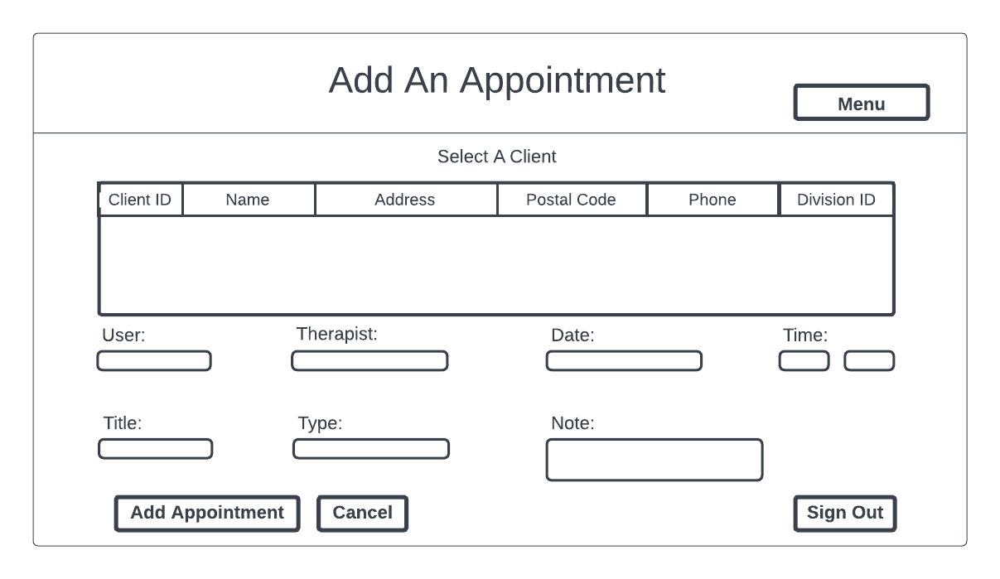 Add An Appointment
Menu
Select A Client
Client ID Name Address Postal Code Phone Division ID
User: Therapist: Date: Time:
Title: Type: Note:
Add Appointment Cancel Sign Out